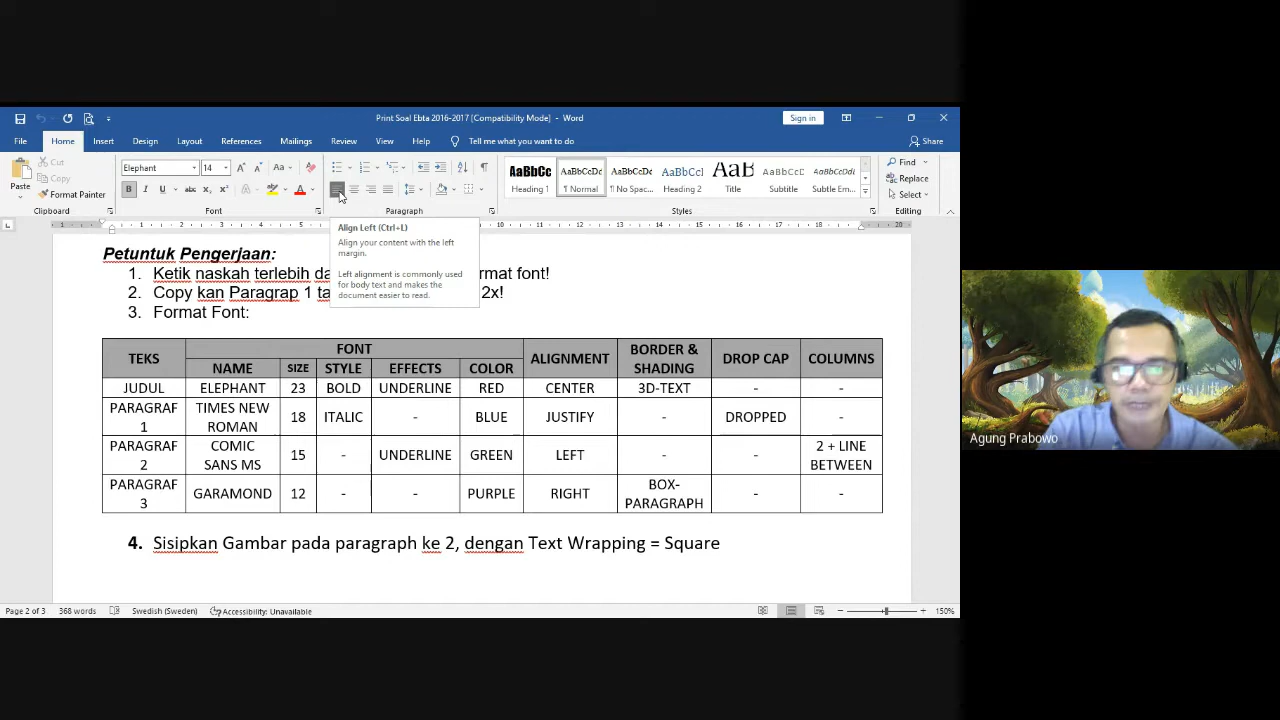 Print Soal Ebta 2016-2017 [Compatibility Mode] - Word
Sign in
File Home Insert Design Layout References Mailings Review View Help Tell me what you want to do Share
Paste
Cut
Copy
Format Painter
Clipboard
Elephant 14
Font
Paragraph
AaBbCc Heading 1
AaBbCcDc ¶ Normal
AaBbCcDc ¶ No Spac...
AaBbCcDc Heading 2
AaB Title
AaBbCcD Subtitle
AaBbCcDc Subtle Em...
Styles
Find
Replace
Select
Editing
Align Left (Ctrl+L)
Align your content with the left
margin.
Left alignment is commonly used
for body text and makes the
document easier to read.
Petuntuk Pengerjaan:
1. Ketik naskah terlebih da rmat font!
2. Copy kan Paragrap 1 ta 2x!
3. Format Font:
TEKS FONT ALIGNMENT BORDER & SHADING DROP CAP COLUMNS
NAME SIZE STYLE EFFECTS COLOR
JUDUL ELEPHANT 23 BOLD UNDERLINE RED CENTER 3D-TEXT - -
PARAGRAF 1 TIMES NEW ROMAN 18 ITALIC - BLUE JUSTIFY - DROPPED -
PARAGRAF 2 COMIC SANS MS 15 - UNDERLINE GREEN LEFT - - 2 + LINE BETWEEN
PARAGRAF 3 GARAMOND 12 - - PURPLE RIGHT BOX-PARAGRAPH - -
4. Sisipkan Gambar pada paragraph ke 2, dengan Text Wrapping = Square
Page 2 of 3 368 words Swedish (Sweden) Accessibility: Unavailable 150%
Agung Prabowo